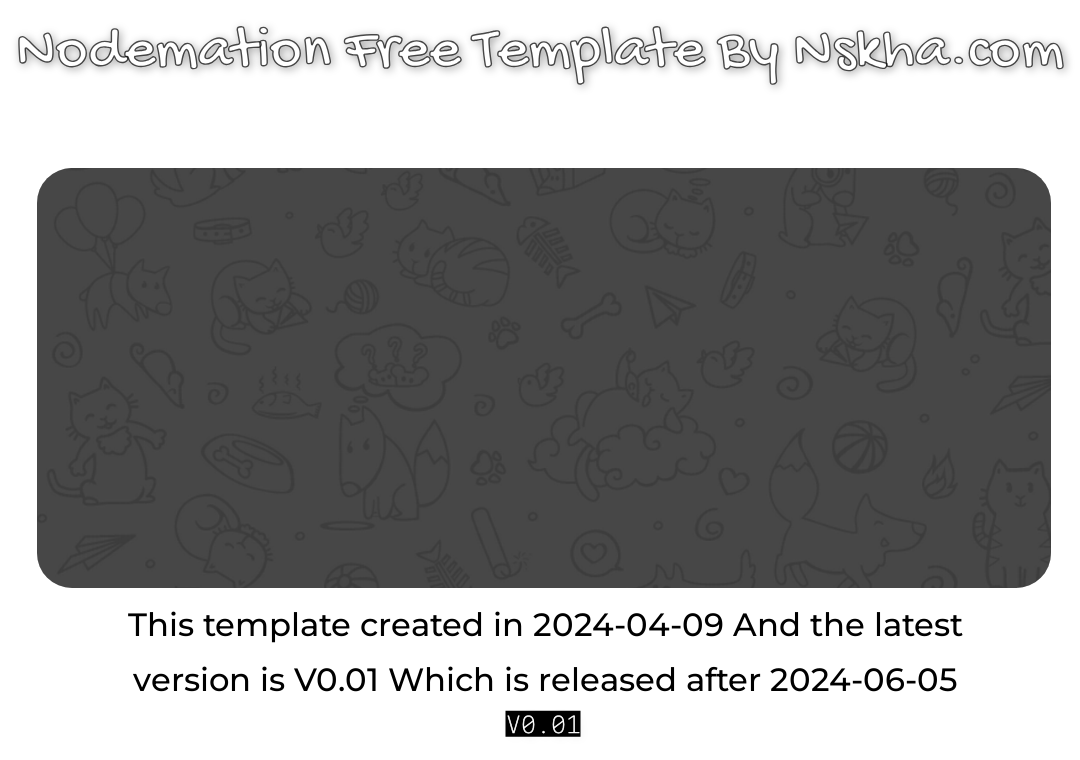 Nodemation Free Template By Nskha.com
This template created in 2024-04-09 And the latest
version is V0.01 Which is released after 2024-06-05
V0.01